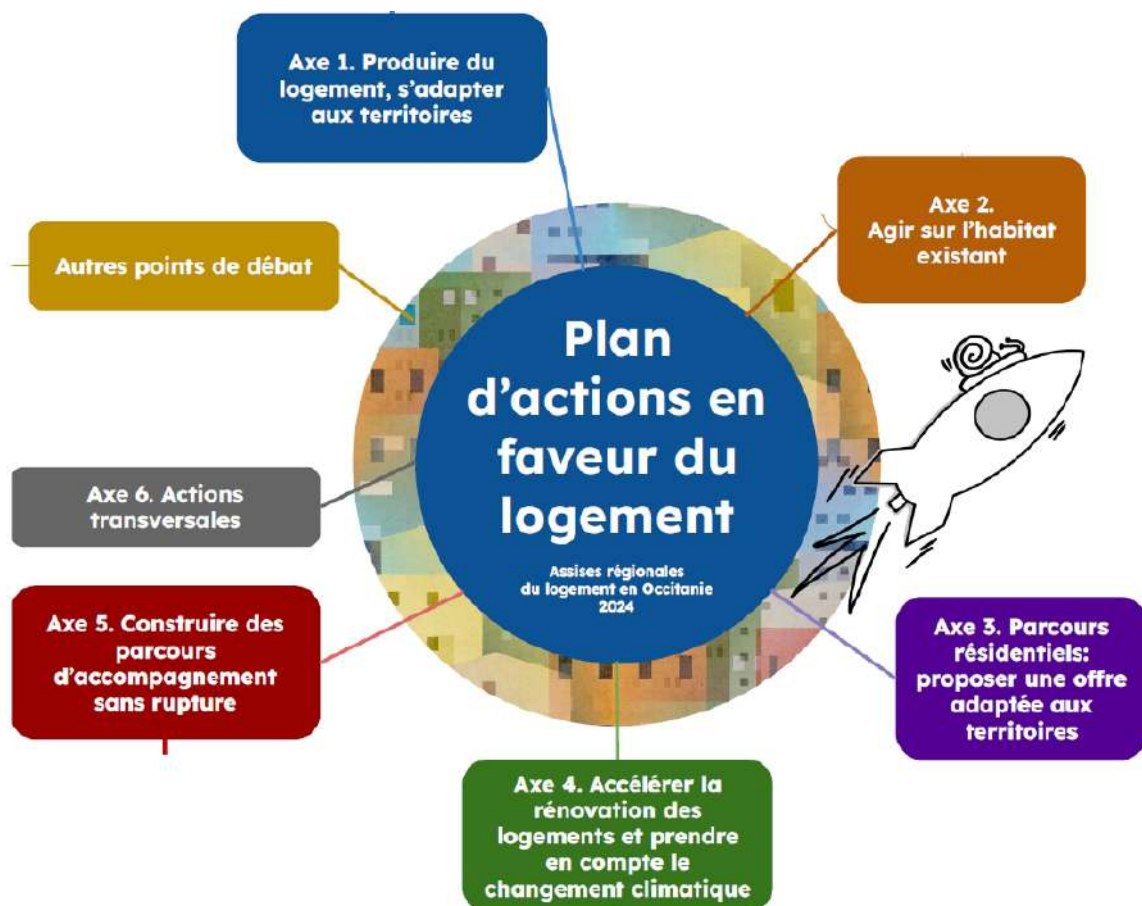 Axe 1. Produire du
logement, s'adapter
aux territoires
Axe 2.
Agir sur l'habitat
existant
Autres points de débat
Plan
d'actions en
faveur du
logement
Assises régionales
du logement en Occitanie
2024
Axe 6. Actions
transversales
Axe 5. Construire des
parcours
d'accompagnement
sans rupture
Axe 3. Parcours
résidentiels:
proposer une offre
adaptée aux
territoires
Axe 4. Accélérer la
rénovation des
logements et prendre
en compte le
changement climatique